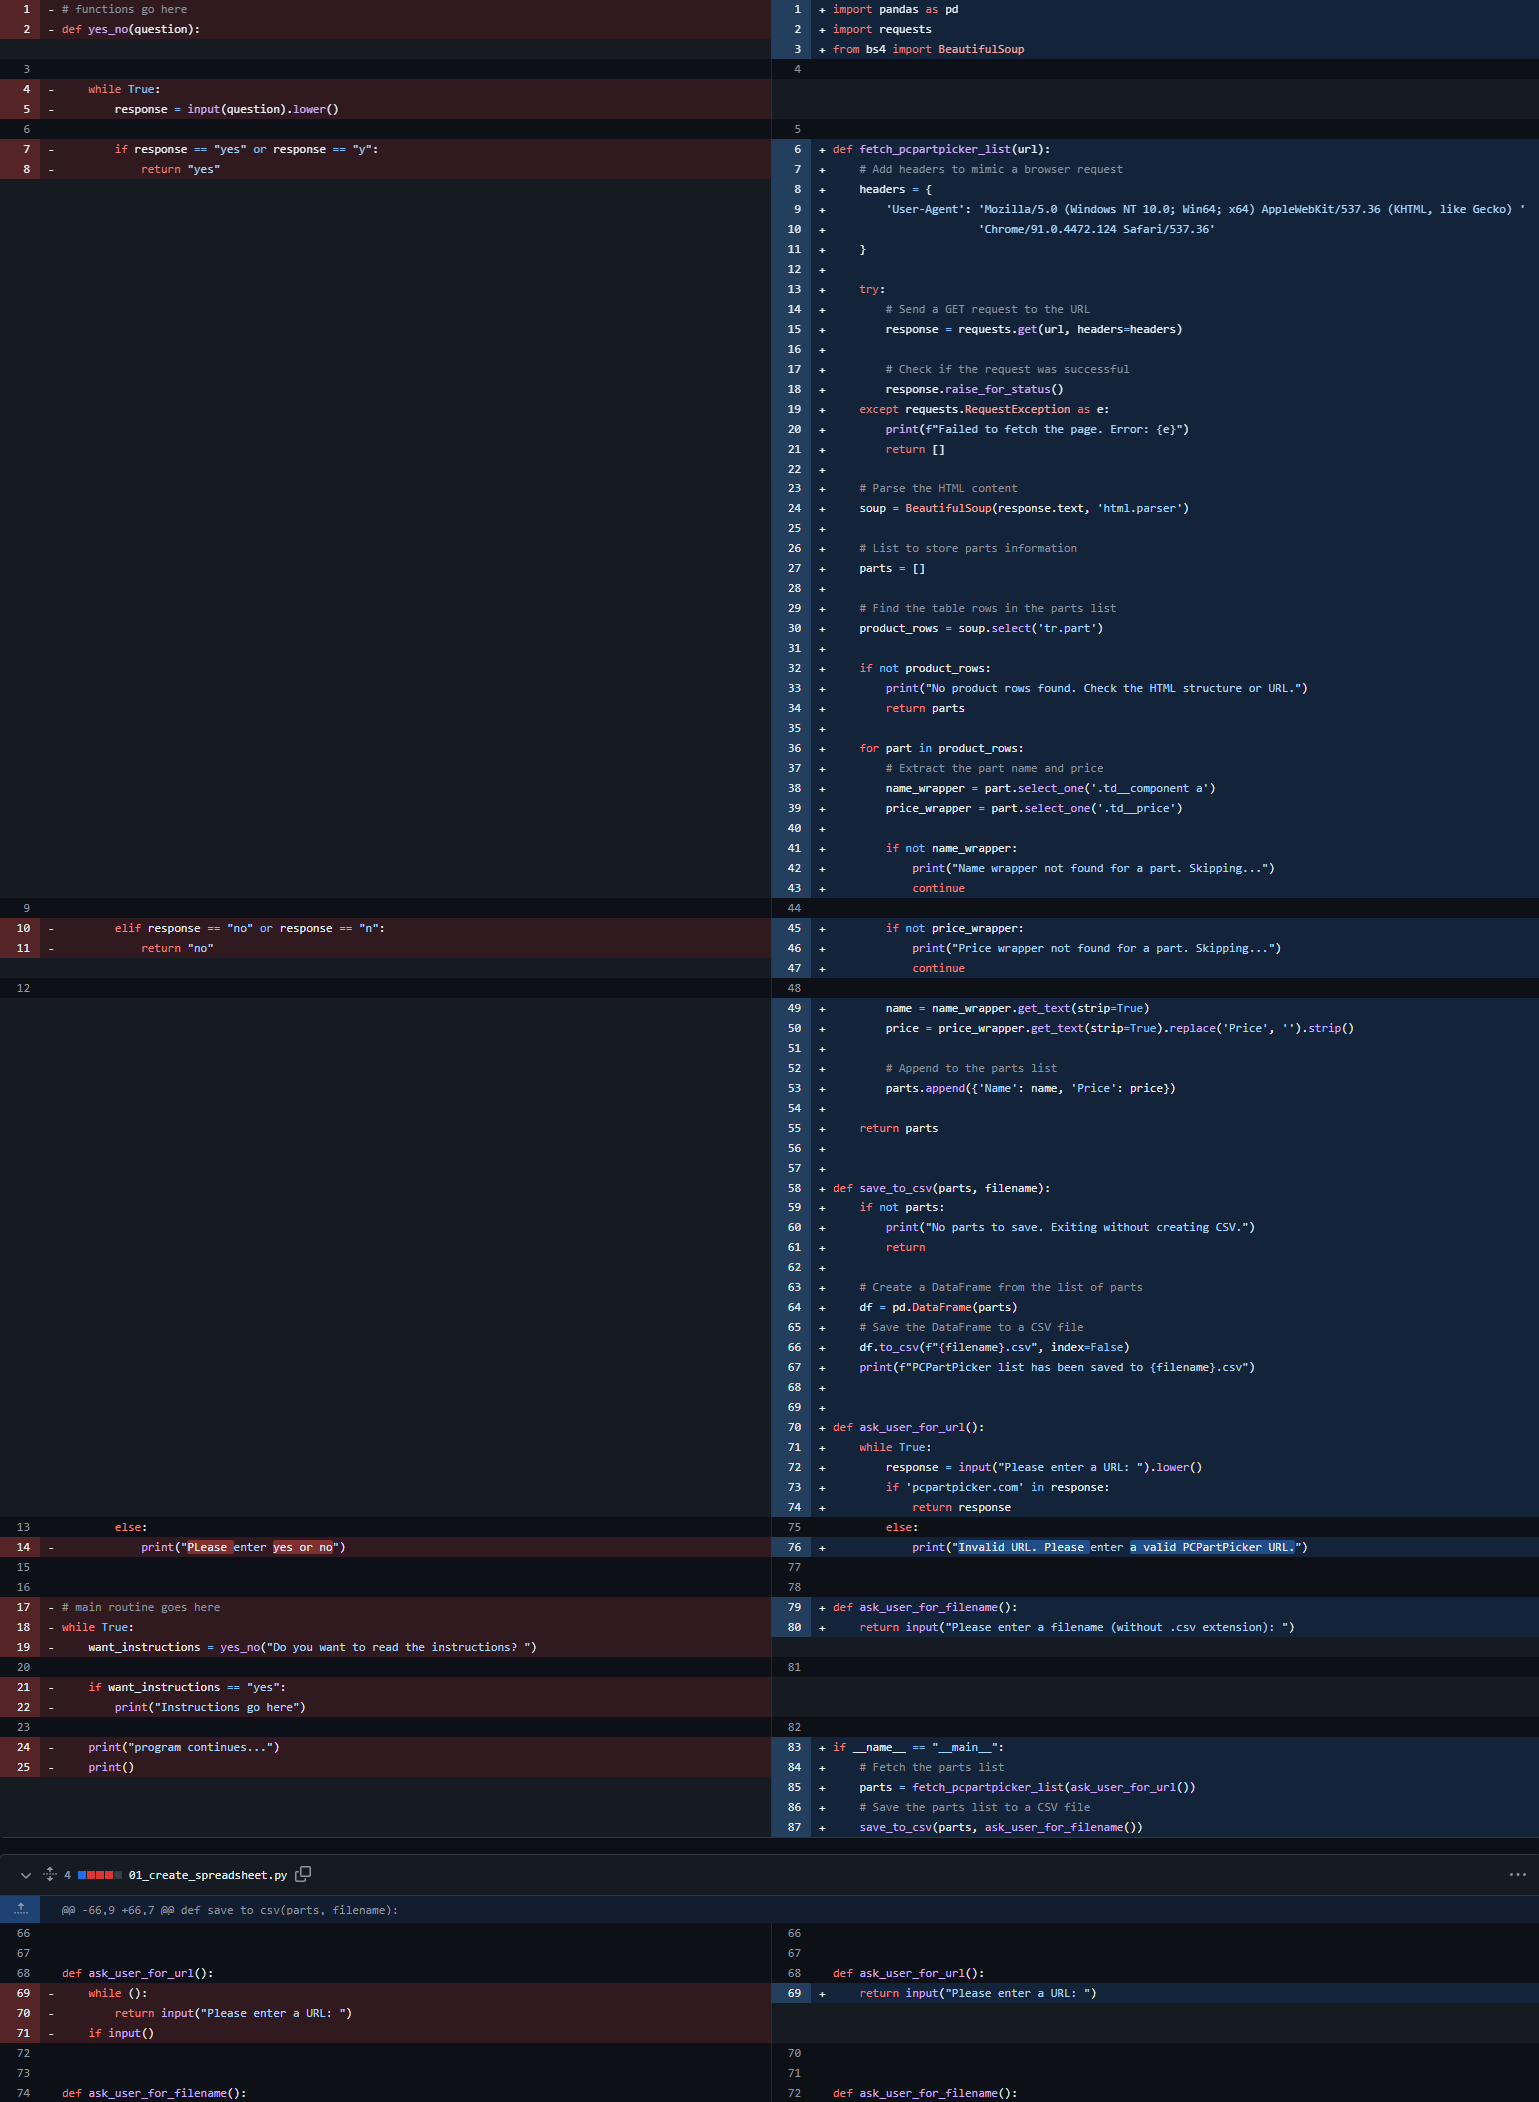 1 - # functions go here
2 - def yes_no(question):
3
4 - while True:
5 - response = input(question).lower()
6
7 - if response == "yes" or response == "y":
8 - return "yes"
9
10 - elif response == "no" or response == "n":
11 - return "no"
12
13 else:
14 - print("PLease enter yes or no")
15
16
17 - # main routine goes here
18 - while True:
19 - want_instructions = yes_no("Do you want to read the instructions? ")
20
21 - if want_instructions == "yes":
22 - print("Instructions go here")
23
24 - print("program continues...")
25 - print()
1 + import pandas as pd
2 + import requests
3 + from bs4 import BeautifulSoup
4
5
6 + def fetch_pcpartpicker_list(url):
7 + # Add headers to mimic a browser request
8 + headers = {
9 + 'User-Agent': 'Mozilla/5.0 (Windows NT 10.0; Win64; x64) AppleWebKit/537.36 (KHTML, like Gecko) '
10 + 'Chrome/91.0.4472.124 Safari/537.36'
11 + }
12 +
13 + try:
14 + # Send a GET request to the URL
15 + response = requests.get(url, headers=headers)
16 +
17 + # Check if the request was successful
18 + response.raise_for_status()
19 + except requests.RequestException as e:
20 + print(f"Failed to fetch the page. Error: {e}")
21 + return []
22 +
23 + # Parse the HTML content
24 + soup = BeautifulSoup(response.text, 'html.parser')
25 +
26 + # List to store parts information
27 + parts = []
28 +
29 + # Find the table rows in the parts list
30 + product_rows = soup.select('tr.part')
31 +
32 + if not product_rows:
33 + print("No product rows found. Check the HTML structure or URL.")
34 + return parts
35 +
36 + for part in product_rows:
37 + # Extract the part name and price
38 + name_wrapper = part.select_one('.td__component a')
39 + price_wrapper = part.select_one('.td__price')
40 +
41 + if not name_wrapper:
42 + print("Name wrapper not found for a part. Skipping...")
43 + continue
44
45 + if not price_wrapper:
46 + print("Price wrapper not found for a part. Skipping...")
47 + continue
48
49 + name = name_wrapper.get_text(strip=True)
50 + price = price_wrapper.get_text(strip=True).replace('Price', '').strip()
51 +
52 + # Append to the parts list
53 + parts.append({'Name': name, 'Price': price})
54 +
55 + return parts
56 +
57 +
58 + def save_to_csv(parts, filename):
59 + if not parts:
60 + print("No parts to save. Exiting without creating CSV.")
61 + return
62 +
63 + # Create a DataFrame from the list of parts
64 + df = pd.DataFrame(parts)
65 + # Save the DataFrame to a CSV file
66 + df.to_csv(f"{filename}.csv", index=False)
67 + print(f"PCPartPicker list has been saved to {filename}.csv")
68 +
69 +
70 + def ask_user_for_url():
71 + while True:
72 + response = input("Please enter a URL: ").lower()
73 + if 'pcpartpicker.com' in response:
74 + return response
75 else:
76 + print("Invalid URL. Please enter a valid PCPartPicker URL.")
77
78
79 + def ask_user_for_filename():
80 + return input("Please enter a filename (without .csv extension): ")
81
82
83 + if __name__ == "__main__":
84 + # Fetch the parts list
85 + parts = fetch_pcpartpicker_list(ask_user_for_url())
86 + # Save the parts list to a CSV file
87 + save_to_csv(parts, ask_user_for_filename())
4 01_create_spreadsheet.py
@@ -66,9 +66,7 @@ def save to csv(parts, filename):
66
67
68 def ask_user_for_url():
69 - while ():
70 - return input("Please enter a URL: ")
71 - if input()
72
73
74 def ask_user_for_filename():
66
67
68 def ask_user_for_url():
69 + return input("Please enter a URL: ")
70
71
72 def ask_user_for_filename():